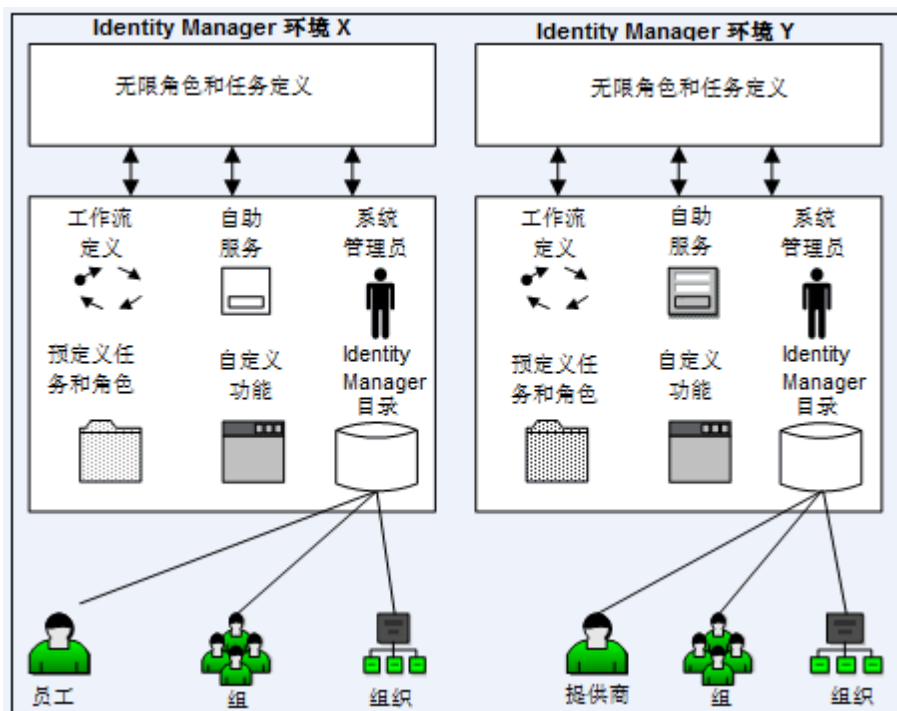 Identity Manager 环境 X
无限角色和任务定义
工作流
定义
自助
服务
系统
管理员
预定义任
务和角色
自定义
功能
Identity
Manager
目录
员工
组
组织
Identity Manager 环境 Y
无限角色和任务定义
工作流
定义
自助
服务
系统
管理员
预定义任
务和角色
自定义
功能
Identity
Manager
目录
提供商
组
组织